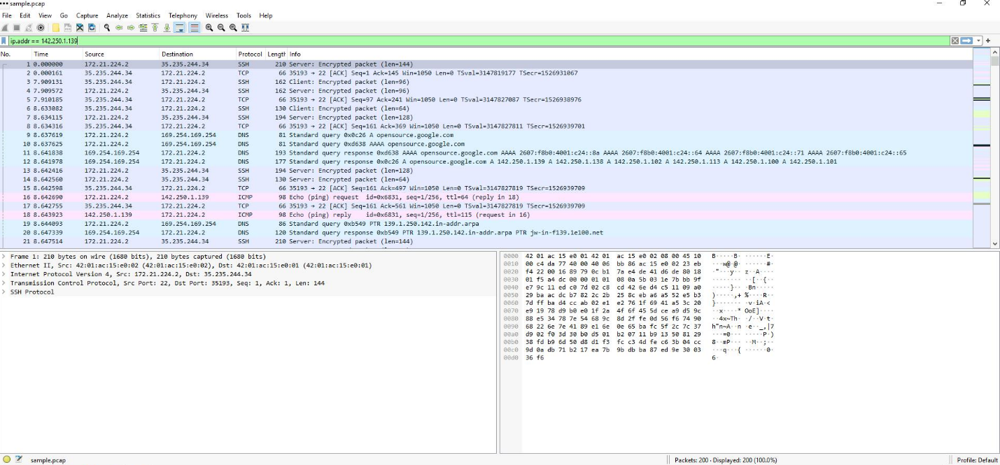 sample.pcap
File Edit View Go Capture Analyze Statistics Telephony Wireless Tools Help
ip.addr == 142.250.1.139
No. Time Source Destination Protocol Length Info
1 0.000000 172.21.224.2 35.235.244.34 SSH 210 Server: Encrypted packet (len=144)
2 0.000161 35.235.244.34 172.21.224.2 TCP 66 35193 → 22 [ACK] Seq=1 Ack=145 Win=1050 Len=0 TSval=3147819177 TSecr=1526931067
3 7.909131 35.235.244.34 172.21.224.2 SSH 162 Client: Encrypted packet (len=96)
4 7.909572 172.21.224.2 35.235.244.34 SSH 162 Server: Encrypted packet (len=96)
5 7.910185 35.235.244.34 172.21.224.2 TCP 66 35193 → 22 [ACK] Seq=97 Ack=241 Win=1050 Len=0 TSval=3147827087 TSecr=1526938976
6 8.633082 35.235.244.34 172.21.224.2 SSH 130 Client: Encrypted packet (len=64)
7 8.634115 172.21.224.2 35.235.244.34 SSH 194 Server: Encrypted packet (len=128)
8 8.634316 35.235.244.34 172.21.224.2 TCP 66 35193 → 22 [ACK] Seq=161 Ack=369 Win=1050 Len=0 TSval=3147827811 TSecr=1526939701
9 8.637619 172.21.224.2 169.254.169.254 DNS 81 Standard query 0x0c26 A opensource.google.com
10 8.637625 172.21.224.2 169.254.169.254 DNS 81 Standard query 0xd638 AAAA opensource.google.com
11 8.641838 169.254.169.254 172.21.224.2 DNS 193 Standard query response 0xd638 AAAA opensource.google.com AAAA 2607:f8b0:4001:c24::8a AAAA 2607:f8b0:4001:c24::64 AAAA 2607:f8b0:4001:c24::71 AAAA 2607:f8b0:4001:c24::65
12 8.641978 169.254.169.254 172.21.224.2 DNS 177 Standard query response 0x0c26 A opensource.google.com A 142.250.1.139 A 142.250.1.138 A 142.250.1.102 A 142.250.1.113 A 142.250.1.100 A 142.250.1.101
13 8.642416 172.21.224.2 35.235.244.34 SSH 194 Server: Encrypted packet (len=128)
14 8.642560 172.21.224.2 35.235.244.34 SSH 130 Server: Encrypted packet (len=64)
15 8.642598 35.235.244.34 172.21.224.2 TCP 66 35193 → 22 [ACK] Seq=161 Ack=497 Win=1050 Len=0 TSval=3147827819 TSecr=1526939709
16 8.642690 172.21.224.2 142.250.1.139 ICMP 98 Echo (ping) request id=0x6831, seq=1/256, ttl=64 (reply in 18)
17 8.642755 35.235.244.34 172.21.224.2 TCP 66 35193 → 22 [ACK] Seq=161 Ack=561 Win=1050 Len=0 TSval=3147827819 TSecr=1526939709
18 8.643923 142.250.1.139 172.21.224.2 ICMP 98 Echo (ping) reply id=0x6831, seq=1/256, ttl=115 (request in 16)
19 8.644093 172.21.224.2 169.254.169.254 DNS 86 Standard query 0xb549 PTR 139.1.250.142.in-addr.arpa
20 8.647339 169.254.169.254 172.21.224.2 DNS 120 Standard query response 0xb549 PTR 139.1.250.142.in-addr.arpa PTR jw-in-f139.1e100.net
21 8.647514 172.21.224.2 35.235.244.34 SSH 210 Server: Encrypted packet (len=144)
Frame 1: 210 bytes on wire (1680 bits), 210 bytes captured (1680 bits)
Ethernet II, Src: 42:01:ac:15:e0:02 (42:01:ac:15:e0:02), Dst: 42:01:ac:15:e0:01 (42:01:ac:15:e0:01)
Internet Protocol Version 4, Src: 172.21.224.2, Dst: 35.235.244.34
Transmission Control Protocol, Src Port: 22, Dst Port: 35193, Seq: 1, Ack: 1, Len: 144
SSH Protocol
0000 42 01 ac 15 e0 01 42 01 ac 15 e0 02 08 00 45 10 B·····B· ······E·
0010 00 c4 da 77 40 00 40 06 bb 86 ac 15 e0 02 23 eb ···w@·@· ······#·
0020 f4 22 00 16 89 79 0c b1 7a e4 de 41 d6 de 80 18 ·"···y·· z··A····
0030 01 f5 a4 dc 00 00 01 01 08 0a 5b 03 1e 7b bb 9f ········ ··[··{··
0040 e7 9c 11 ed c0 7d 02 c8 cd 42 6e d4 c5 11 09 a0 ·····}·· ·Bn·····
0050 29 ba ac dc b7 82 2c 2b 25 8c eb a6 a5 52 e5 b3 )·····,+ %····R··
0060 7d ff ba d4 cc ab 02 e1 e2 76 1f 69 41 a5 3c 20 }······· ·v·iA·<
0070 e9 19 78 d9 b0 e0 1f 2a 4f 6f 45 5d ce a9 d5 9c ··x····* OoE]····
0080 88 e5 34 78 7e 54 68 9c 8d 2f fe 0d 56 f6 74 90 ··4x~Th· ·/··V·t·
0090 68 22 6e 7e 41 89 e1 6e 0e 65 ba fc 5f 2c 7c 37 h"n~A··n ·e··_,|7
00a0 d9 02 f0 3d 30 b0 d5 01 b2 07 11 b9 13 50 81 29 ···=0··· ·····P·)
00b0 38 fd b9 6d 50 d8 d1 f3 fc c3 4d fe c6 3b 04 cc 8··mP··· ··M··;··
00c0 9d 0a db 71 b2 17 ea 7b 9b db ba 87 ed 9e 30 03 ···q···{ ······0·
00d0 36 f6 6·
sample.pcap
Packets: 200 · Displayed: 200 (100.0%)
Profile: Default